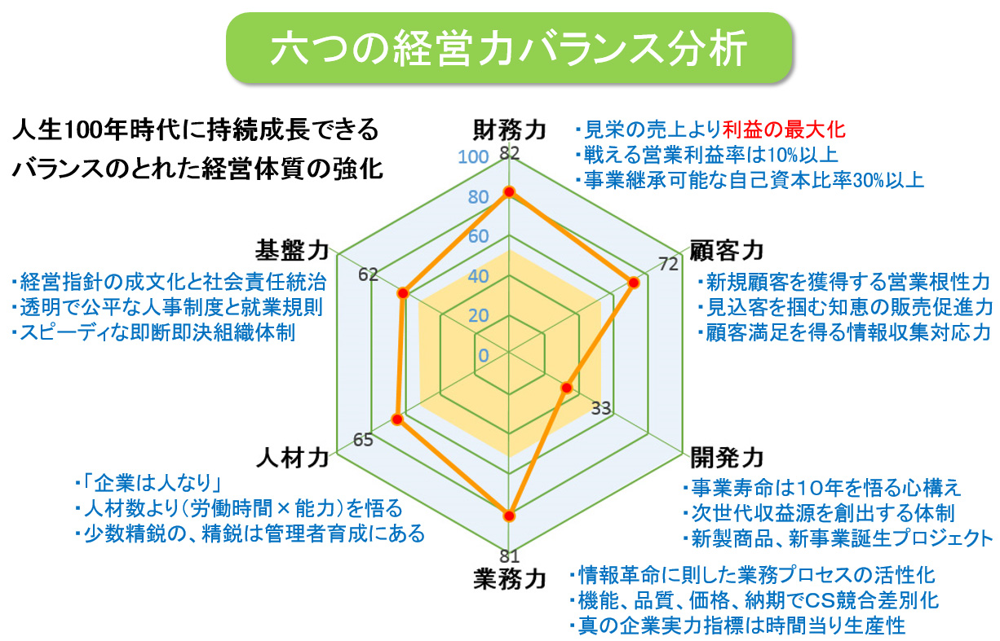 六つの経営力バランス分析
人生100年時代に持続成長できる
バランスのとれた経営体質の強化
財務力
82
・見栄の売上より利益の最大化
・戦える営業利益率は10%以上
・事業継承可能な自己資本比率30%以上
100
80
60
40
20
0
顧客力
72
・新規顧客を獲得する営業根性力
・見込客を掴む知恵の販売促進力
・顧客満足を得る情報収集対応力
基盤力
62
・経営指針の成文化と社会責任統治
・透明で公平な人事制度と就業規則
・スピーディな即断即決組織体制
33
開発力
・事業寿命は１０年を悟る心構え
・次世代収益源を創出する体制
・新製商品、新事業誕生プロジェクト
65
人材力
・「企業は人なり」
・人材数より（労働時間×能力）を悟る
・少数精鋭の、精鋭は管理者育成にある
81
業務力
・情報革命に則した業務プロセスの活性化
・機能、品質、価格、納期でＣＳ競合差別化
・真の企業実力指標は時間当り生産性